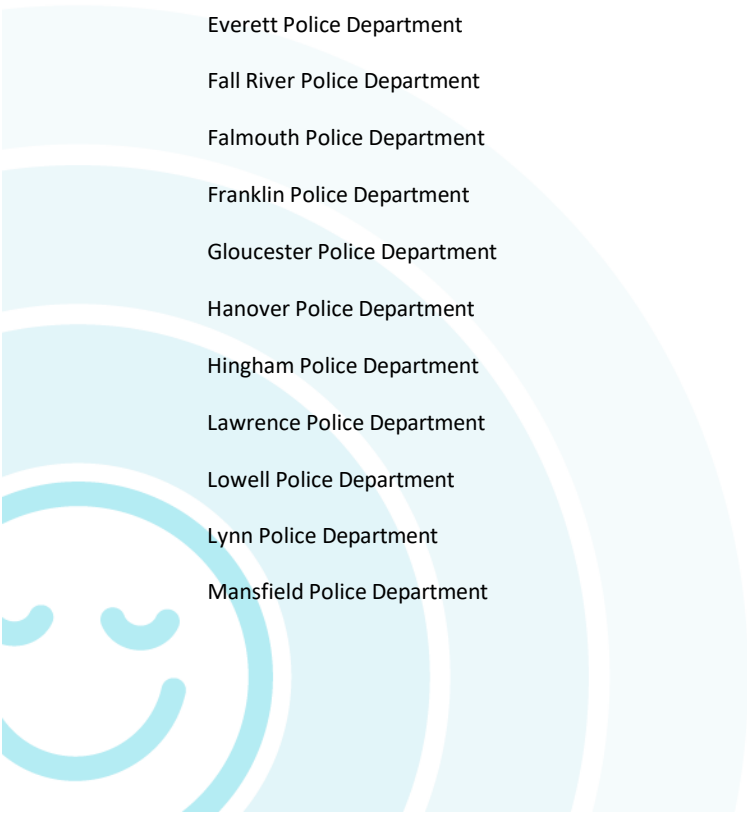 Everett Police Department
Fall River Police Department
Falmouth Police Department
Franklin Police Department
Gloucester Police Department
Hanover Police Department
Hingham Police Department
Lawrence Police Department
Lowell Police Department
Lynn Police Department
Mansfield Police Department